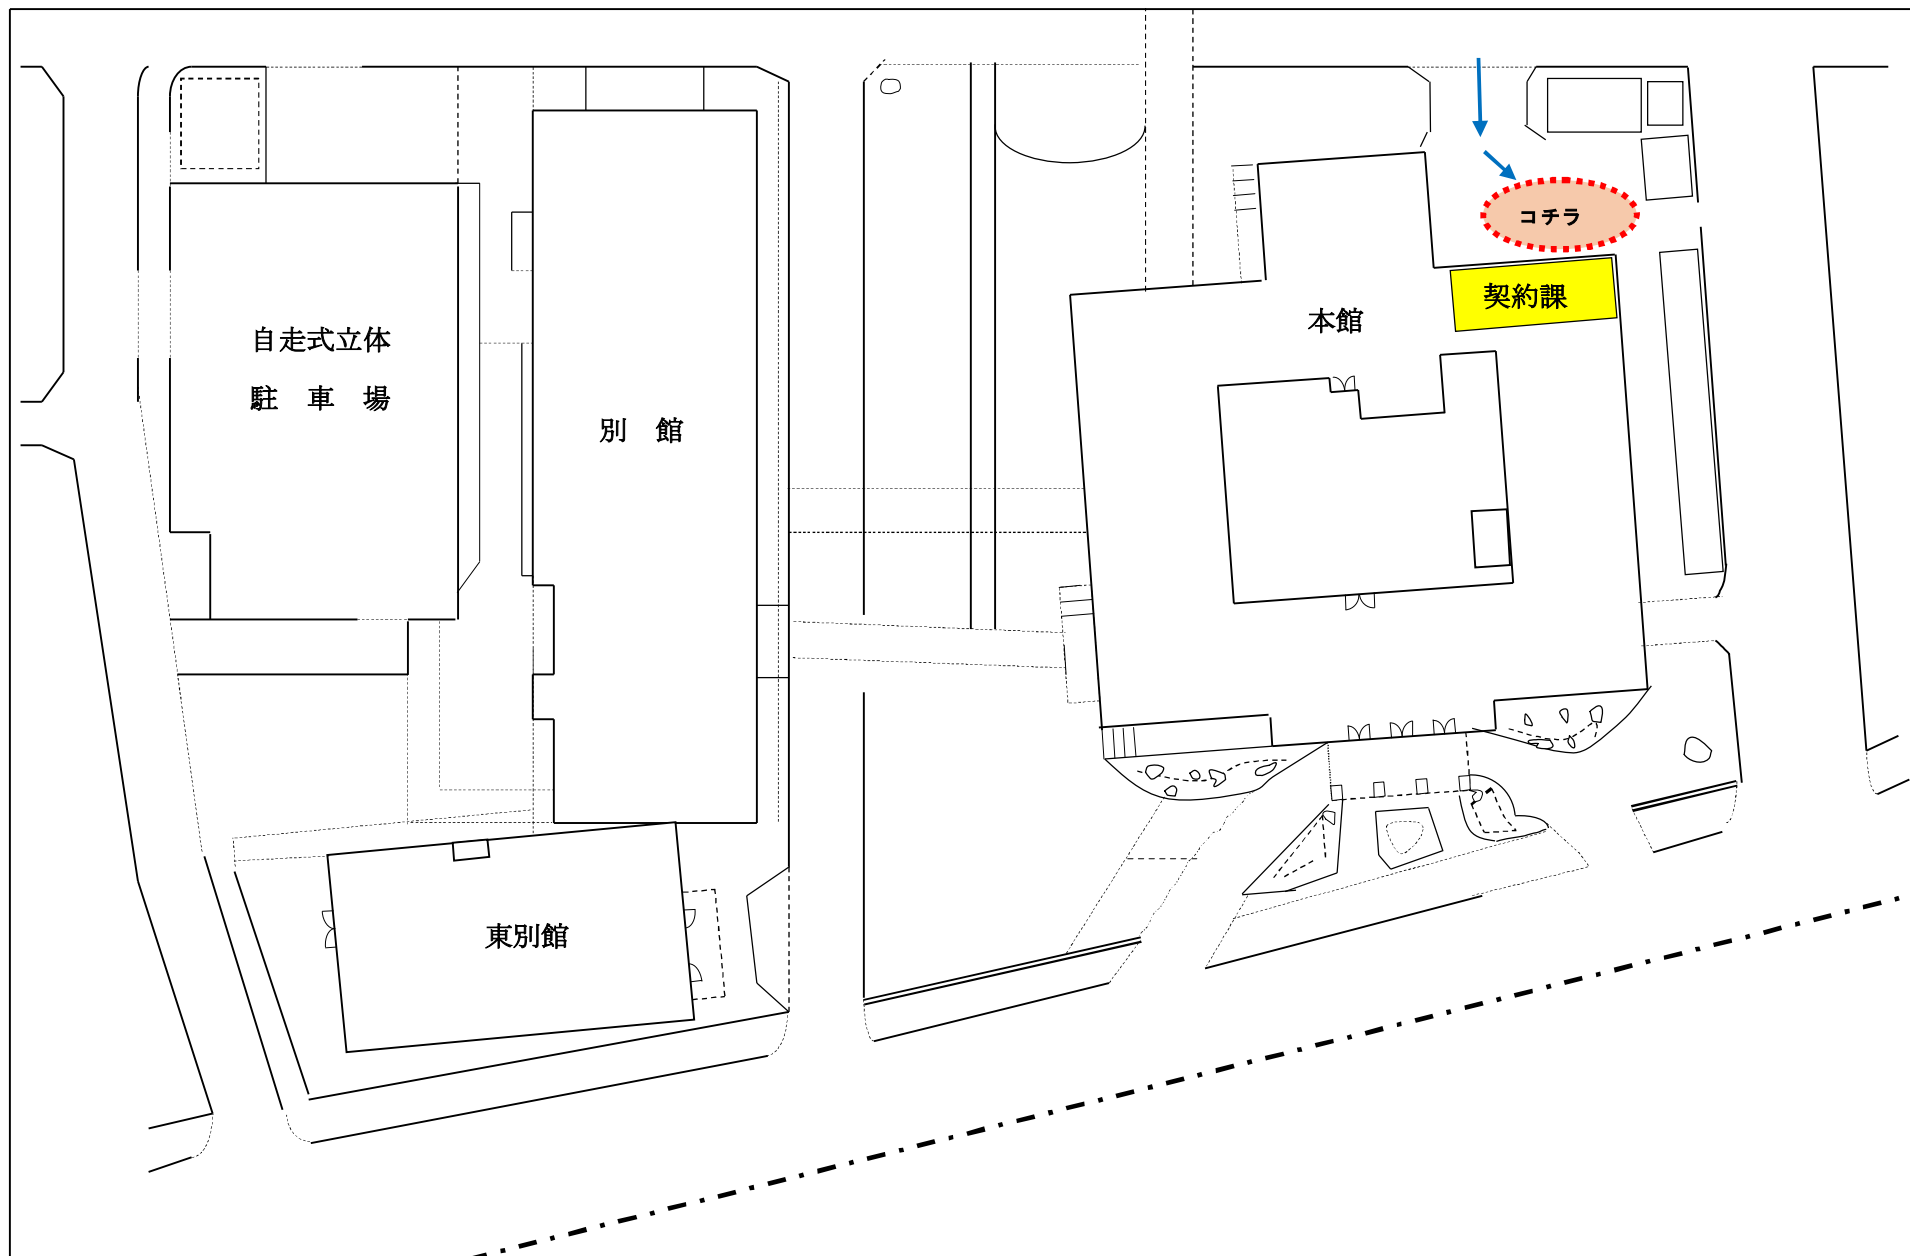 コチラ
契約課
本館
自走式立体
駐　車　場
別　館
東別館